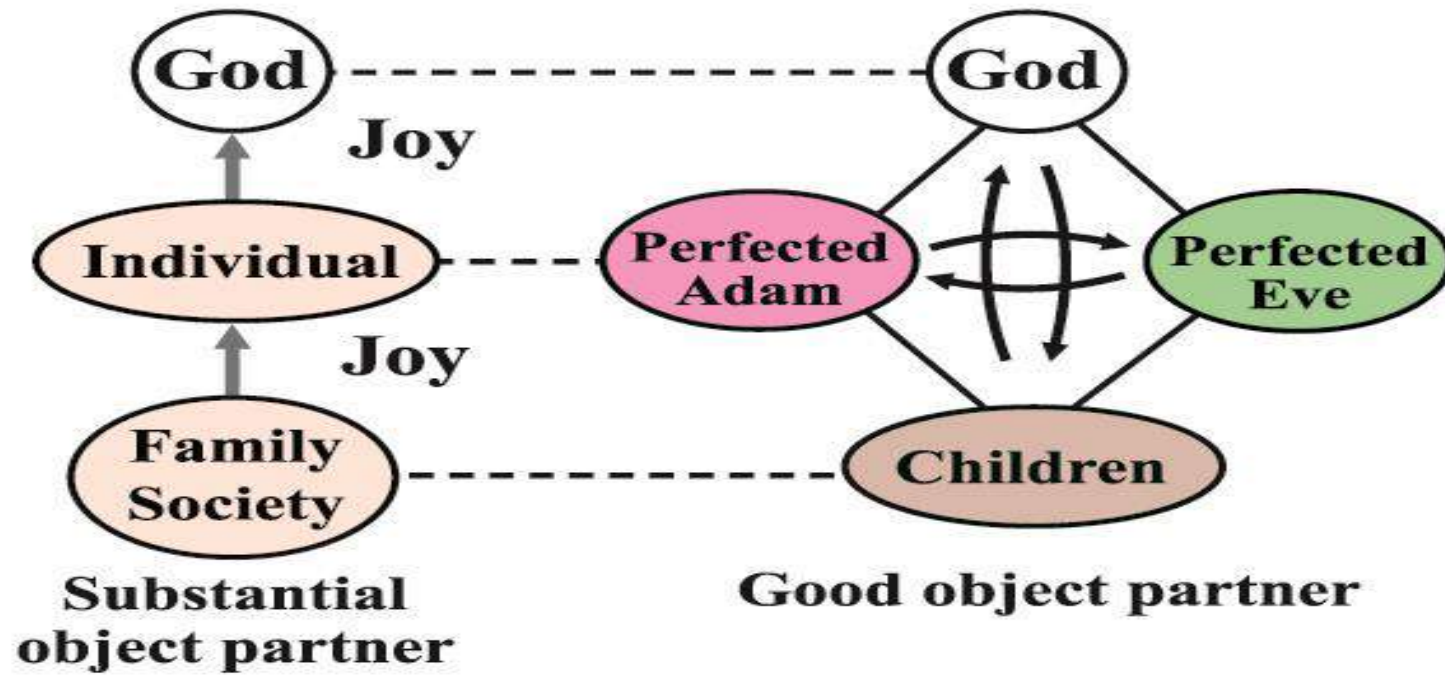 God
God
Joy
Individual
Perfected
Adam
Perfected
Eve
Joy
Family
Society
Children
Substantial
object partner
Good object partner